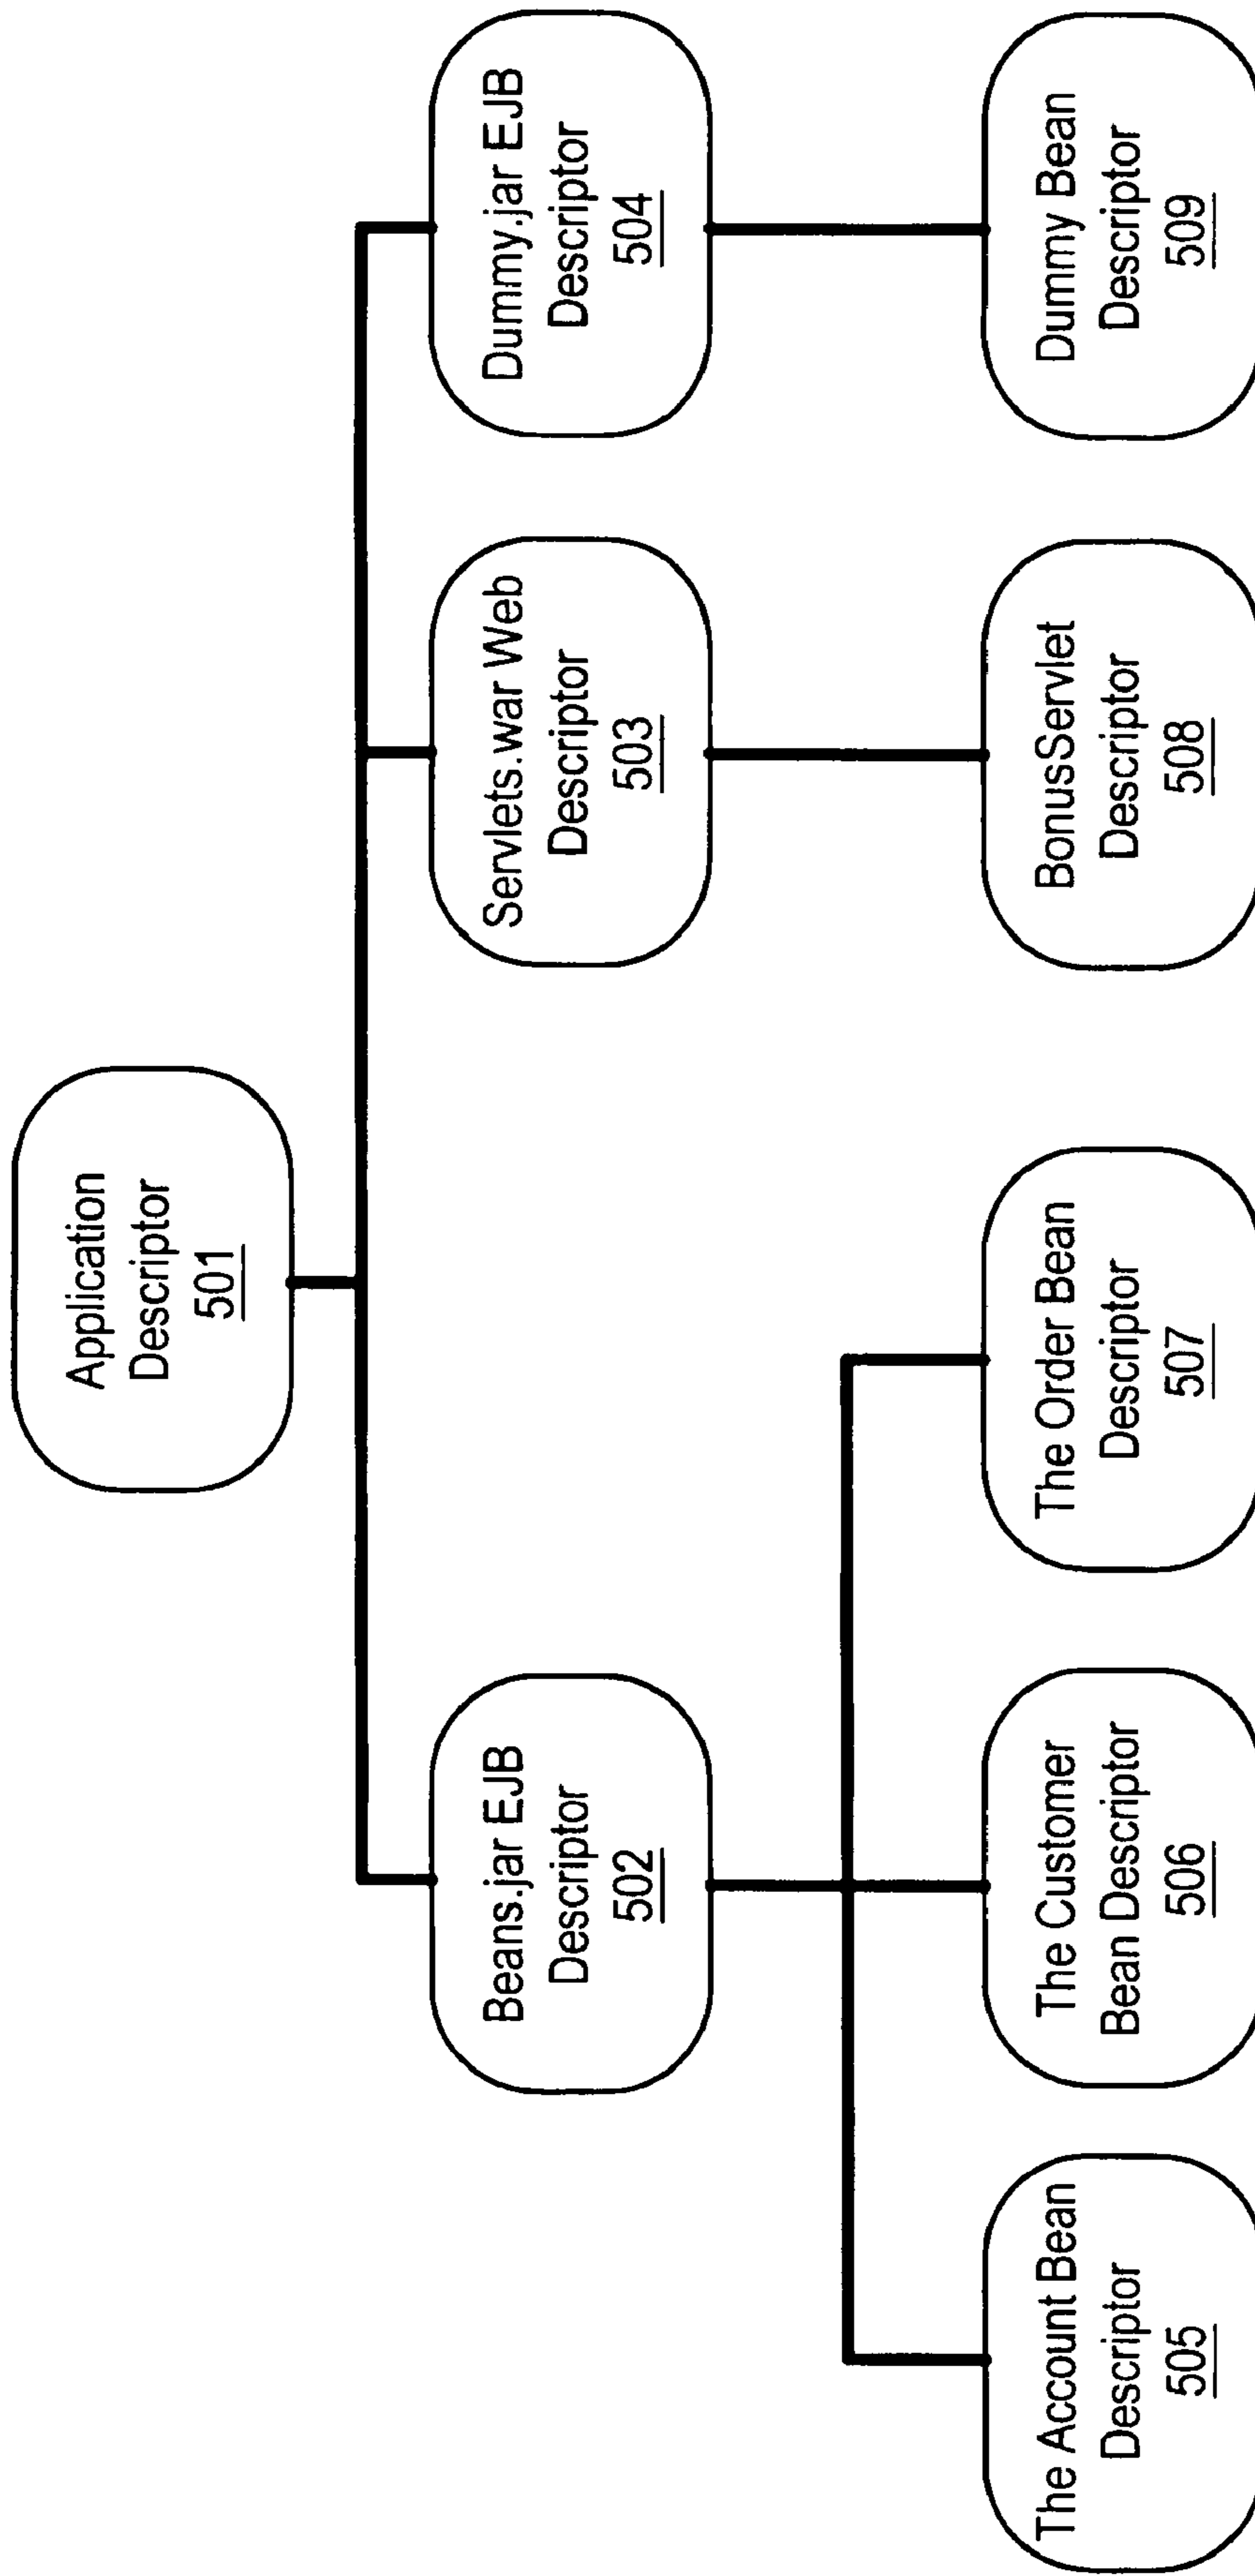 Application
Descriptor
501
Beans.jar EJB
Descriptor
502
Servlets.war Web
Descriptor
503
Dummy.jar EJB
Descriptor
504
The Account Bean
Descriptor
505
The Customer
Bean Descriptor
506
The Order Bean
Descriptor
507
BonusServlet
Descriptor
508
Dummy Bean
Descriptor
509